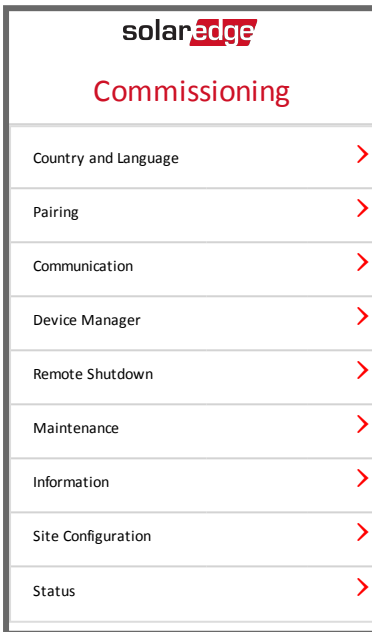 solaredge
Commissioning
Country and Language
Pairing
Communication
Device Manager
Remote Shutdown
Maintenance
Information
Site Configuration
Status